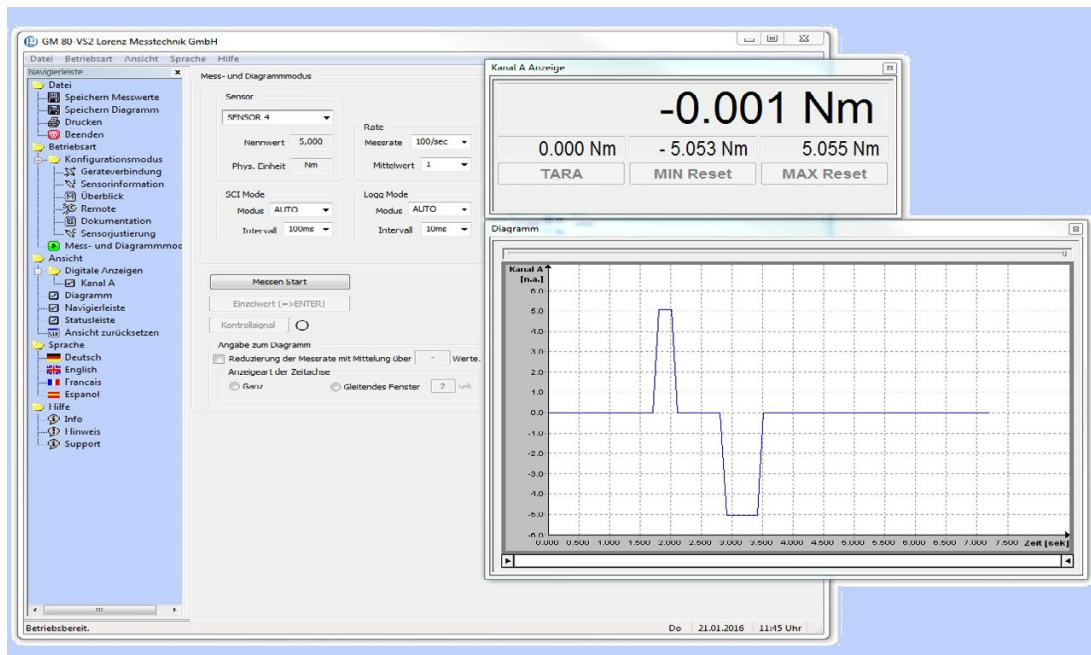 GM 80-VS2 Lorenz Messtechnik GmbH
Datei Betriebsart Ansicht Sprache Hilfe
Navigierleiste
Datei
Speichern Messwerte
Speichern Diagramm
Drucken
Beenden
Betriebsart
Konfigurationsmodus
Geräteverbindung
Sensorinformation
Überblick
Remote
Dokumentation
Sensorjustierung
Mess- und Diagrammmoc
Ansicht
Digitale Anzeigen
Kanal A
Diagramm
Navigierleiste
Statusleiste
Ansicht zurücksetzen
Sprache
Deutsch
English
Francais
Espanol
Hilfe
Info
Hinweis
Support
Mess- und Diagrammmodus
Sensor
SENSOR 4
Nennwert 5,000
Phys. Einheit Nm
Rate
Messrate 100/sec
Mittelwert 1
SCI Mode
Modus AUTO
Intervall 100ms
Logg Mode
Modus AUTO
Intervall 10ms
Messen Start
Einzelwert (=>ENTER)
Kontrollsignal
Angabe zum Diagramm
Reduzierung der Messrate mit Mittelung über - Werte.
Anzeigeart der Zeitachse
Ganz
Gleitendes Fenster 2 sek
Kanal A Anzeige
-0.001 Nm
0.000 Nm - 5.053 Nm 5.055 Nm
TARA MIN Reset MAX Reset
Diagramm
Kanal A
[n.a.]
6.0
5.0
4.0
3.0
2.0
1.0
0.0
-1.0
-2.0
-3.0
-4.0
-5.0
-6.0
0.000 0.500 1.000 1.500 2.000 2.500 3.000 3.500 4.000 4.500 5.000 5.500 6.000 6.500 7.000 7.500 Zeit [sek]
Betriebsbereit.
Do 21.01.2016 11:45 Uhr